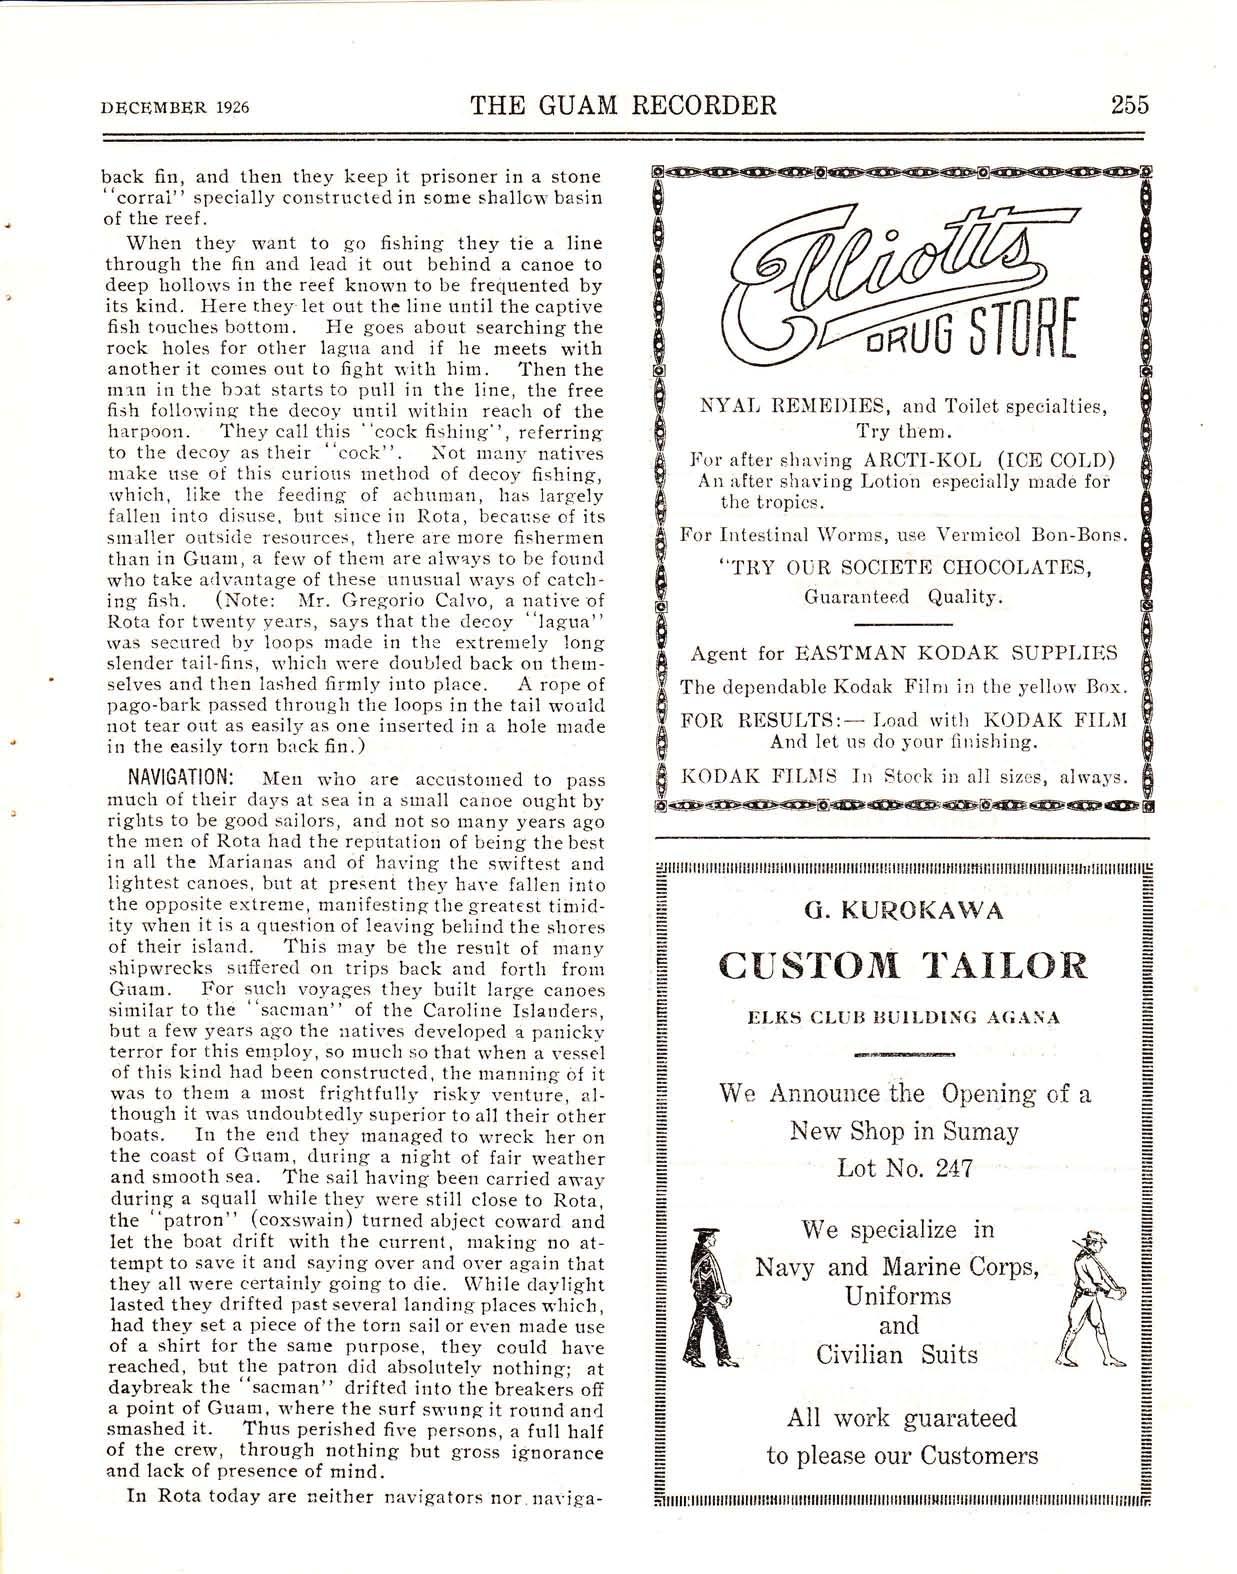 DECEMBER 1926
THE GUAM RECORDER
255
back fin, and then they keep it prisoner in a stone
"corral" specially constructed in some shallow basin
of the reef.
When they want to go fishing they tie a line
through the fin and lead it out behind a canoe to
deep hollows in the reef known to be frequented by
its kind. Here they let out the line until the captive
fish touches bottom. He goes about searching the
rock holes for other lagua and if he meets with
another it comes out to fight with him. Then the
man in the boat starts to pull in the line, the free
fish following the decoy until within reach of the
harpoon. They call this "cock fishing", referring
to the decoy as their "cock". Not many natives
make use of this curious method of decoy fishing,
which, like the feeding of achuman, has largely
fallen into disuse, but since in Rota, because of its
smaller outside resources, there are more fishermen
than in Guam, a few of them are always to be found
who take advantage of these unusual ways of catch-
ing fish. (Note: Mr. Gregorio Calvo, a native of
Rota for twenty years, says that the decoy "lagua"
was secured by loops made in the extremely long
slender tail-fins, which were doubled back on them-
selves and then lashed firmly into place. A rope of
pago-bark passed through the loops in the tail would
not tear out as easily as one inserted in a hole made
in the easily torn back fin.)
NAVIGATION: Men who are accustomed to pass
much of their days at sea in a small canoe ought by
rights to be good sailors, and not so many years ago
the men of Rota had the reputation of being the best
in all the Marianas and of having the swiftest and
lightest canoes, but at present they have fallen into
the opposite extreme, manifesting the greatest timid-
ity when it is a question of leaving behind the shores
of their island. This may be the result of many
shipwrecks suffered on trips back and forth from
Guam. For such voyages they built large canoes
similar to the "sacman" of the Caroline Islanders,
but a few years ago the natives developed a panicky
terror for this employ, so much so that when a vessel
of this kind had been constructed, the manning of it
was to them a most frightfully risky venture, al-
though it was undoubtedly superior to all their other
boats. In the end they managed to wreck her on
the coast of Guam, during a night of fair weather
and smooth sea. The sail having been carried away
during a squall while they were still close to Rota,
the "patron" (coxswain) turned abject coward and
let the boat drift with the current, making no at-
tempt to save it and saying over and over again that
they all were certainly going to die. While daylight
lasted they drifted past several landing places which,
had they set a piece of the torn sail or even made use
of a shirt for the same purpose, they could have
reached, but the patron did absolutely nothing; at
daybreak the "sacman" drifted into the breakers off
a point of Guam, where the surf swung it round and
smashed it. Thus perished five persons, a full half
of the crew, through nothing but gross ignorance
and lack of presence of mind.
In Rota today are neither navigators nor naviga-
Elliotts
DRUG STORE
NYAL REMEDIES, and Toilet specialties,
Try them.
For after shaving ARCTI-KOL (ICE COLD)
An after shaving Lotion especially made for
the tropics.
For Intestinal Worms, use Vermicol Bon-Bons.
"TRY OUR SOCIETE CHOCOLATES,
Guaranteed Quality.
Agent for EASTMAN KODAK SUPPLIES
The dependable Kodak Film in the yellow Box.
FOR RESULTS:— Load with KODAK FILM
And let us do your finishing.
KODAK FILMS In Stock in all sizes, always.
G. KUROKAWA
CUSTOM TAILOR
ELKS CLUB BUILDING AGANA
We Announce the Opening of a
New Shop in Sumay
Lot No. 247
We specialize in
Navy and Marine Corps,
Uniforms
and
Civilian Suits
All work guarateed
to please our Customers